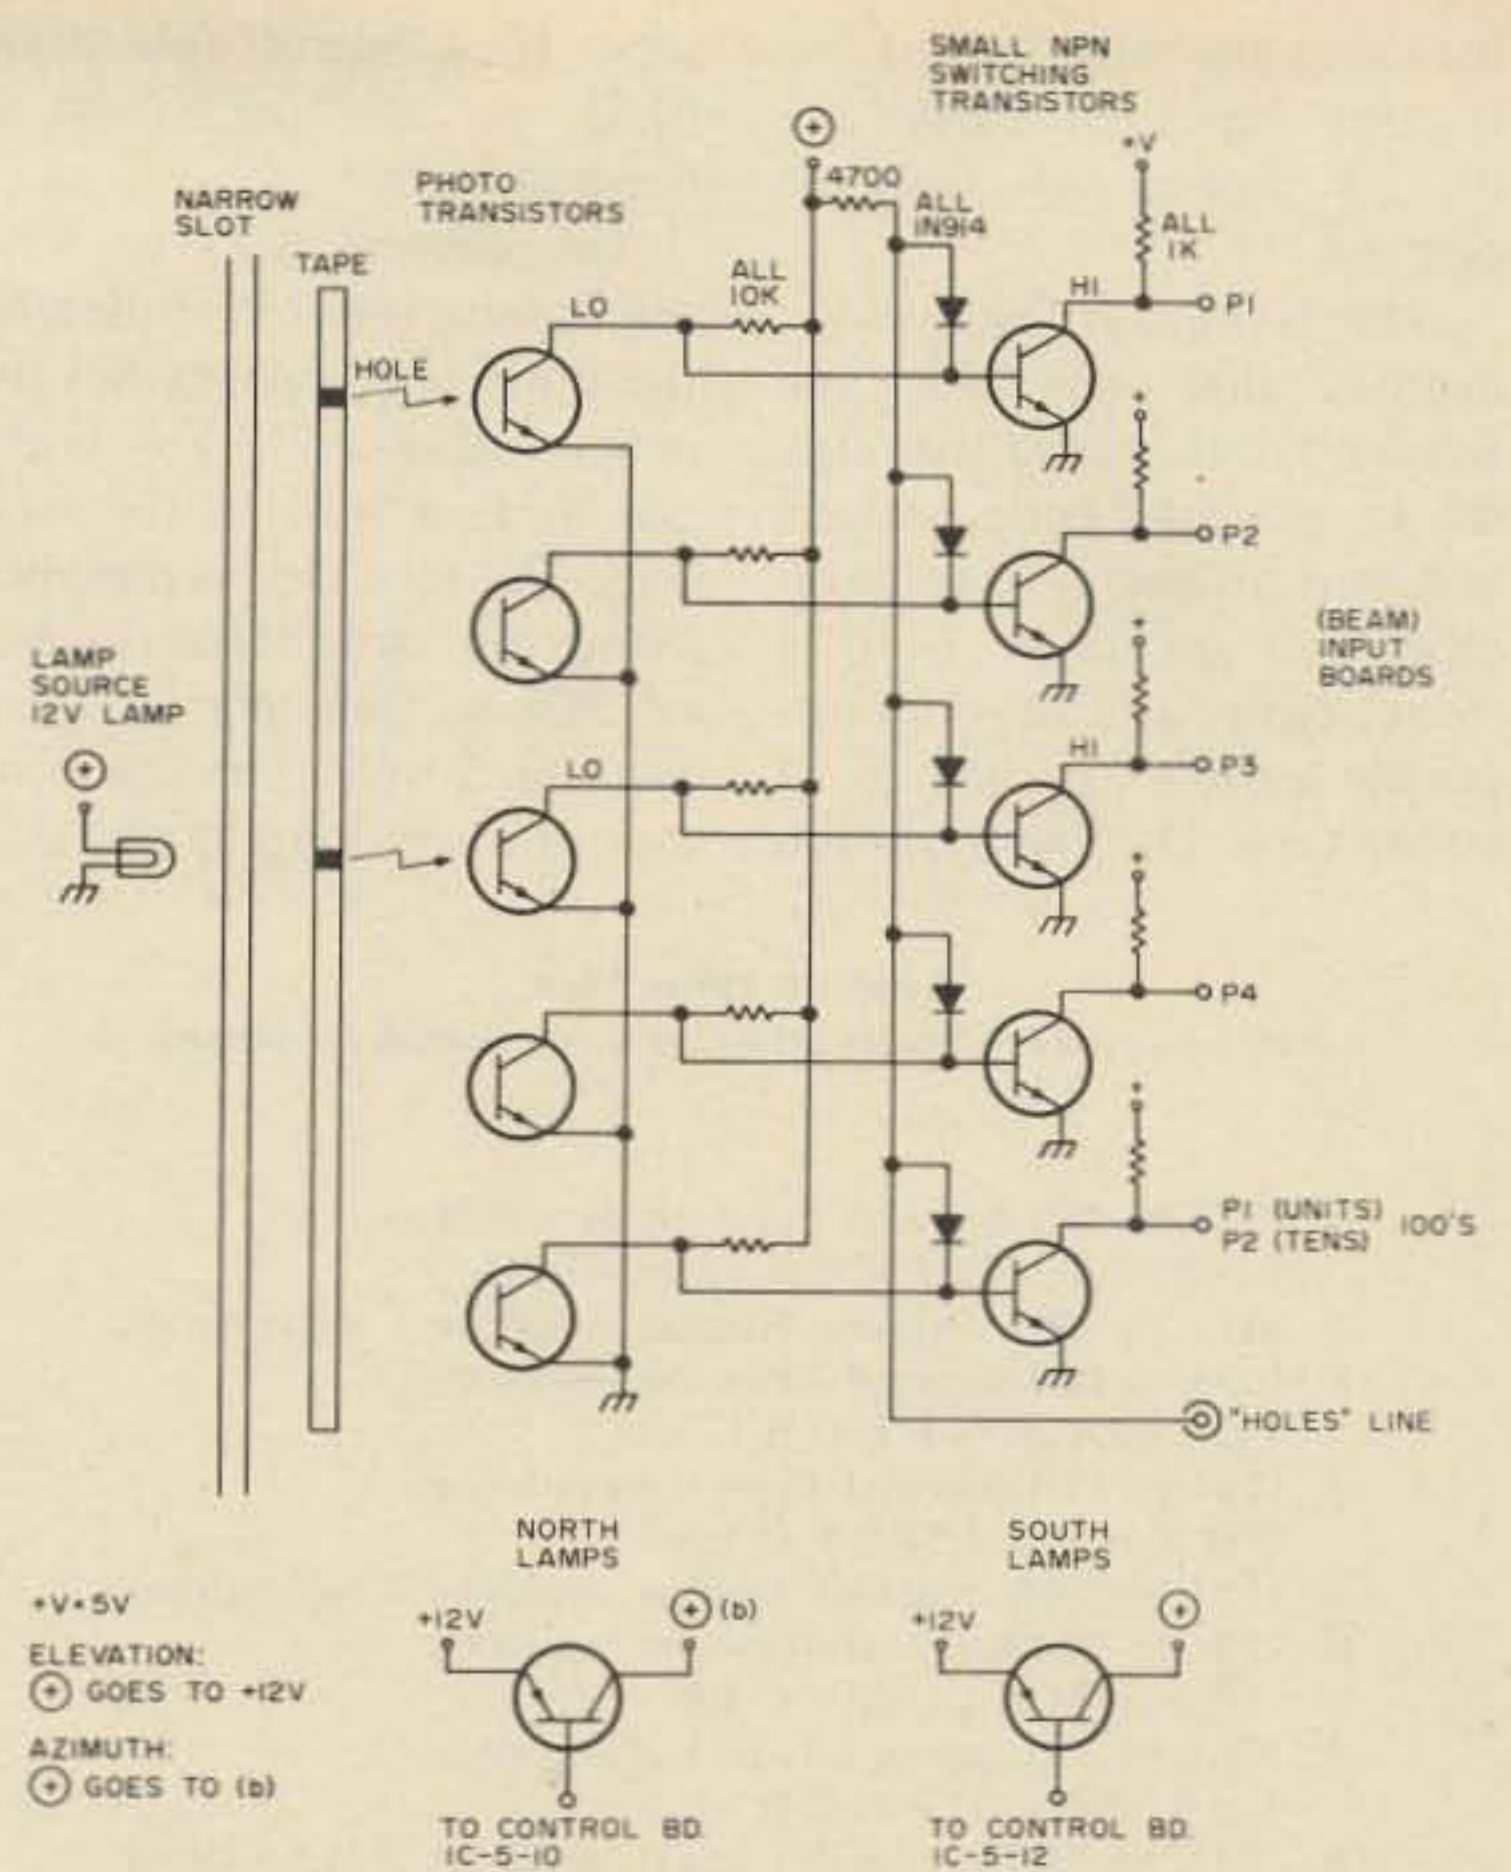 SMALL NPN
SWITCHING
TRANSISTORS
+
+V
4700
ALL
1N914
ALL
1K
NARROW
SLOT
PHOTO
TRANSISTORS
TAPE
ALL
10K
LO
HI
P1
HOLE
+
P2
LAMP
SOURCE
12V LAMP
+
+
(BEAM)
INPUT
BOARDS
LO
HI
P3
+
P4
+
P1 (UNITS)
P2 (TENS)
100'S
"HOLES" LINE
NORTH
LAMPS
SOUTH
LAMPS
+V=5V
+12V
+ (b)
+12V
+
ELEVATION:
+ GOES TO +12V
AZIMUTH:
+ GOES TO (b)
TO CONTROL BD.
IC-5-10
TO CONTROL BD.
IC-5-12